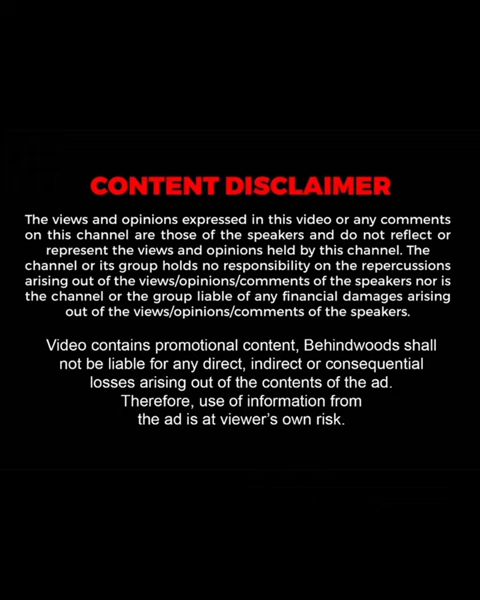 CONTENT DISCLAIMER
The views and opinions expressed in this video or any comments
on this channel are those of the speakers and do not reflect or
represent the views and opinions held by this channel. The
channel or its group holds no responsibility on the repercussions
arising out of the views/opinions/comments of the speakers nor is
the channel or the group liable of any financial damages arising
out of the views/opinions/comments of the speakers.
Video contains promotional content, Behindwoods shall
not be liable for any direct, indirect or consequential
losses arising out of the contents of the ad.
Therefore, use of information from
the ad is at viewer's own risk.